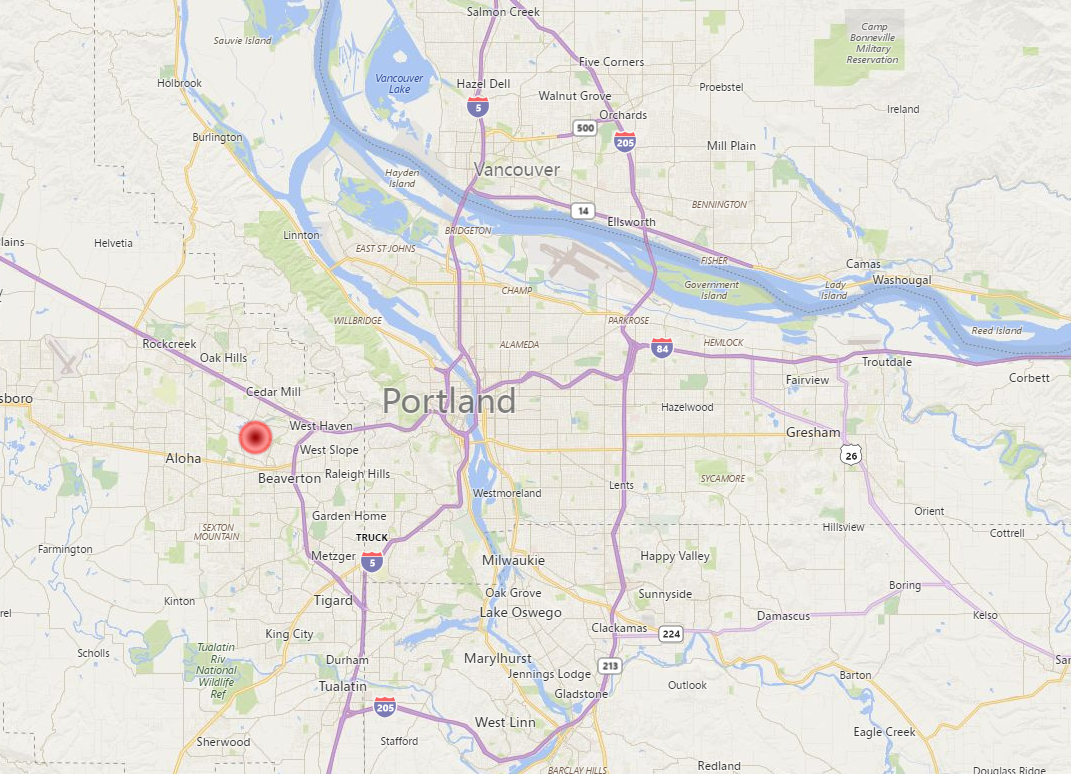 Salmon Creek
Sauvie Island
Camp
Bonneville
Military
Reservation
Five Corners
Holbrook
Vancouver
Lake
Hazel Dell
Walnut Grove
Proebstel
5
Ireland
Orchards
500
Burlington
205
Mill Plain
Vancouver
Hayden
Island
BENNINGTON
14
Ellsworth
Linnton
BRIDGETON
lains
Helvetia
EAST ST JOHNS
FISHER
Camas
Washougal
CHAMP
Government
Island
Lady
Island
WILLBRIDGE
PARKROSE
Reed Island
Rockcreek
ALAMEDA
84
HEMLOCK
Oak Hills
Troutdale
Fairview
Corbett
Cedar Mill
sboro
Portland
Hazelwood
West Haven
Gresham
West Slope
26
Aloha
Raleigh Hills
Beaverton
SYCAMORE
Lents
Westmoreland
Orient
Garden Home
SEXTON
MOUNTAIN
Hillsview
Cottrell
TRUCK
5
Farmington
Metzger
Milwaukie
Happy Valley
Boring
Oak Grove
Sunnyside
Kinton
Tigard
Lake Oswego
Damascus
Kelso
rel
King City
Clackamas
224
Scholls
Tualatin
Riv
National
Wildlife
Ref
Durham
Marylhurst
213
San
Jennings Lodge
Barton
Tualatin
Outlook
Gladstone
205
West Linn
Eagle Creek
Sherwood
Stafford
Redland
BARCLAY HILLS
Douglass Ridge